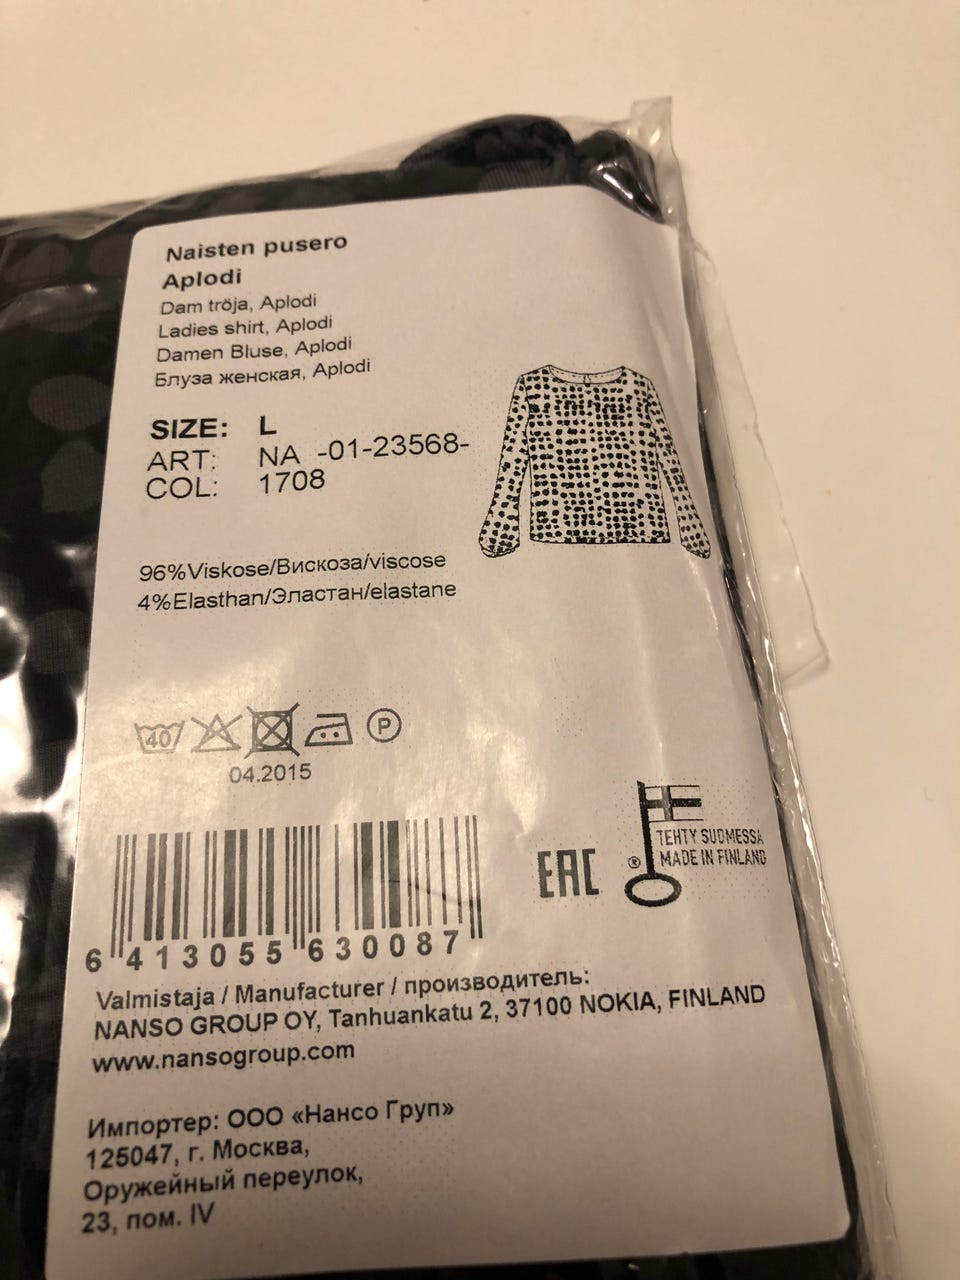 Naisten pusero
Aplodi
Dam tröja, Aplodi
Ladies shirt, Aplodi
Damen Bluse, Aplodi
Блуза женская, Aplodi
SIZE: L
ART: NA -01-23568-
COL: 1708
96%Viskose/Вискоза/viscose
4%Elasthan/Эластан/elastane
40 P
04.2015
EAC
TEHTY SUOMESSA
® MADE IN FINLAND
6 413055 630087
Valmistaja / Manufacturer / производитель:
NANSO GROUP OY, Tanhuankatu 2, 37100 NOKIA, FINLAND
www.nansogroup.com
Импортер: ООО «Нансо Груп»
125047, г. Москва,
Оружейный переулок,
23, пом. IV